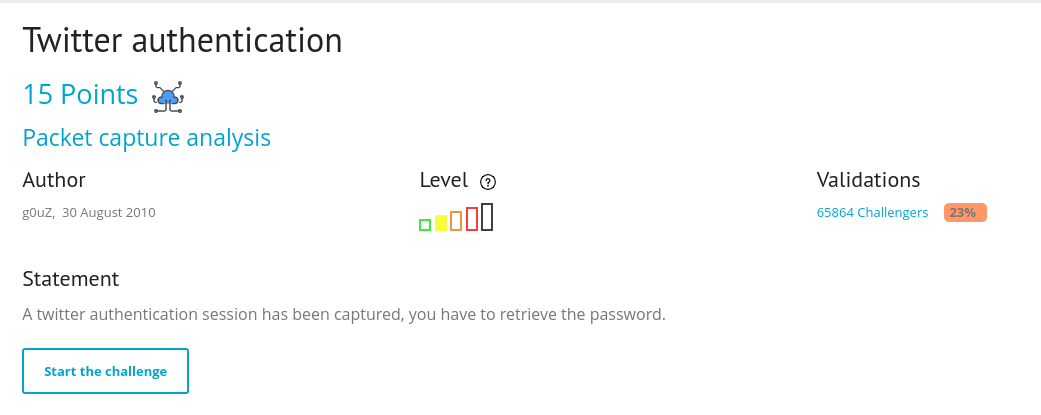 Twitter authentication
15 Points
Packet capture analysis
Author
Level ?
Validations
g0uZ, 30 August 2010
65864 Challengers 23%
Statement
A twitter authentication session has been captured, you have to retrieve the password.
Start the challenge